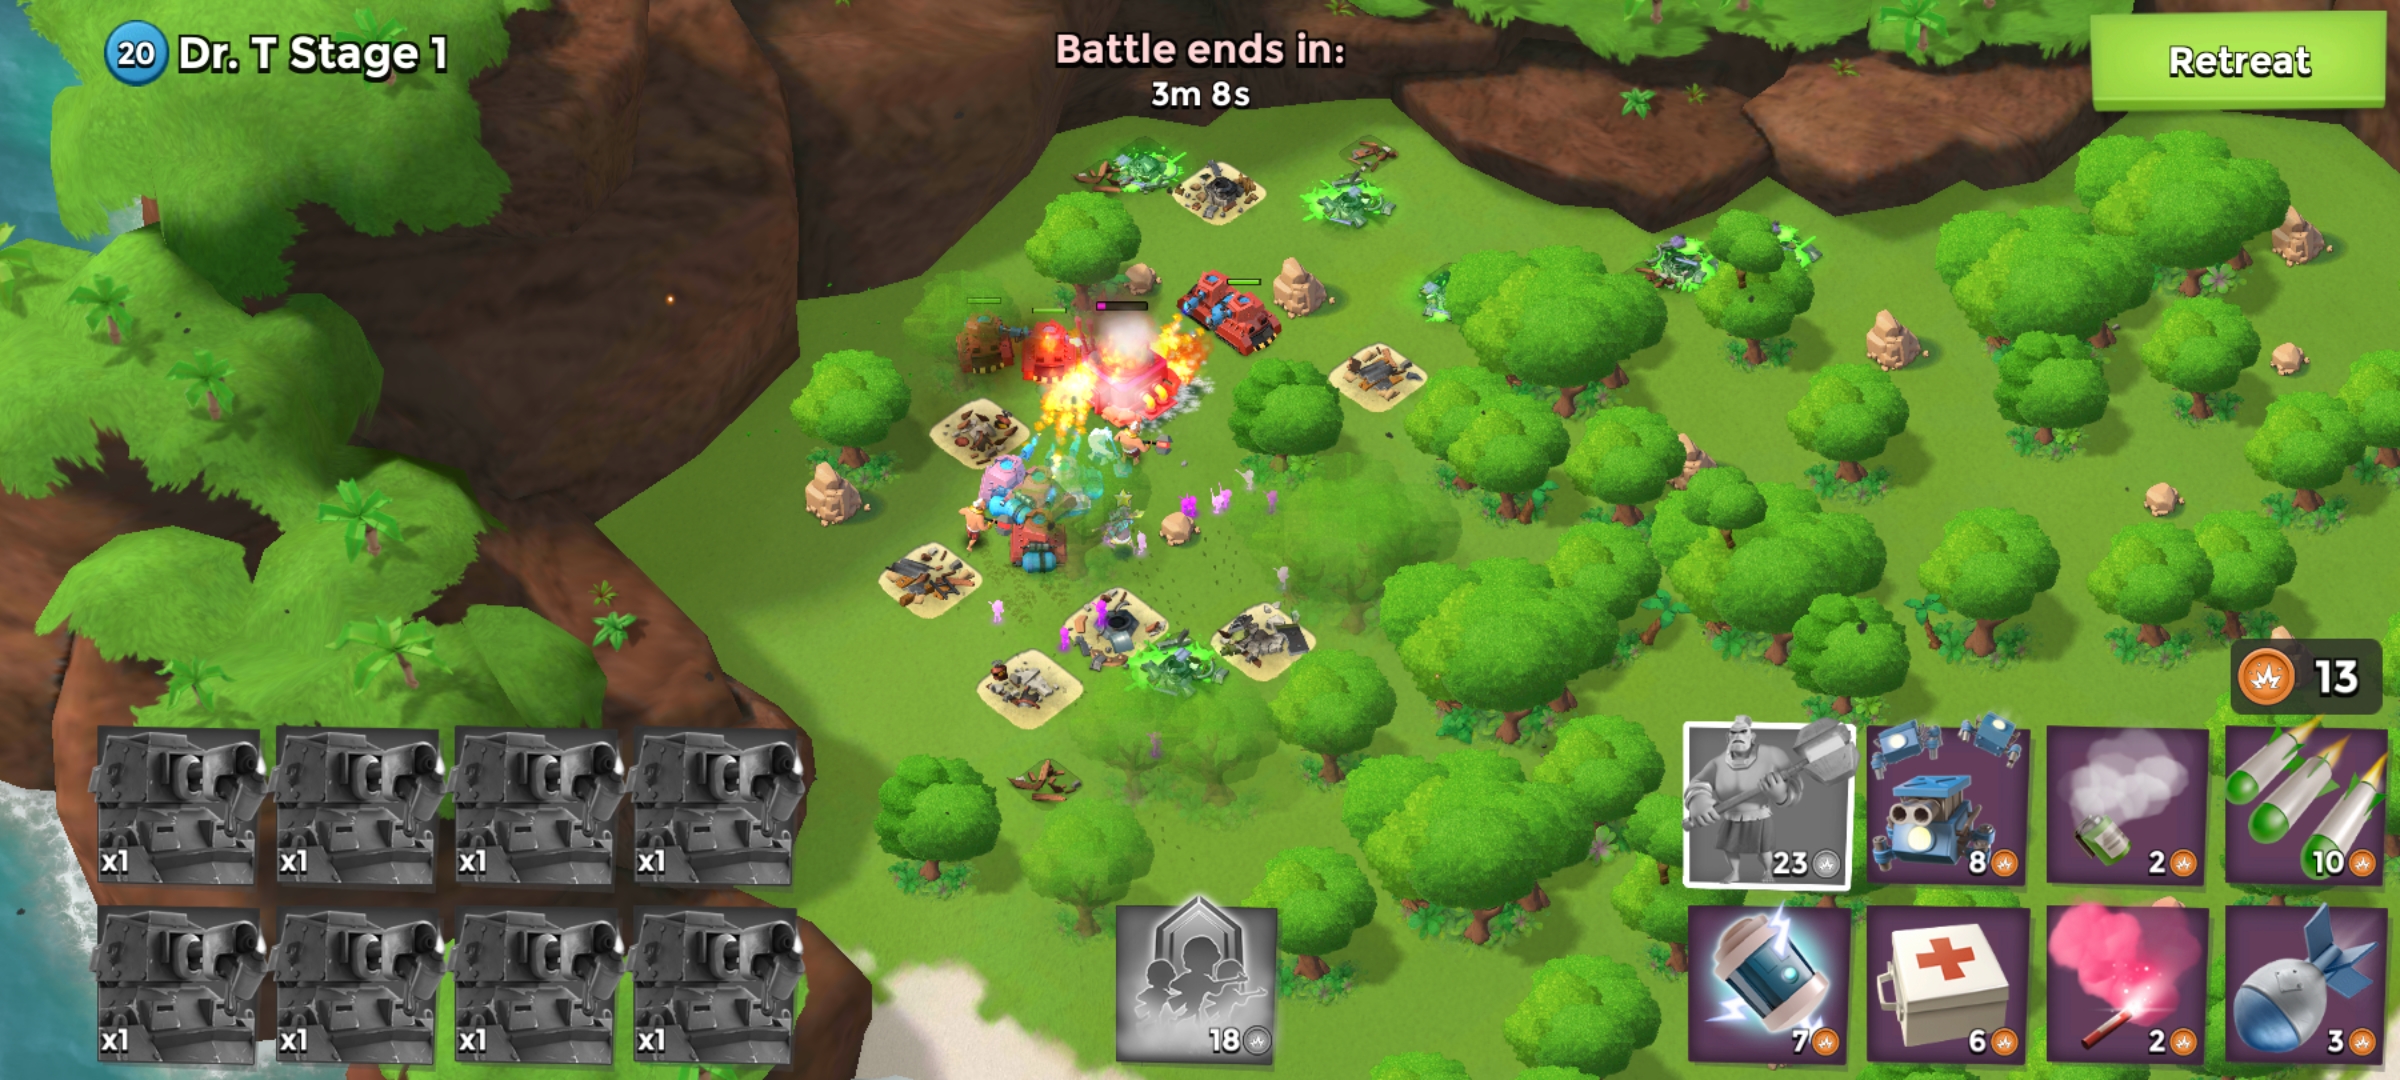 20 Dr. T Stage 1
Battle ends in:
3m 8s
Retreat
13
x1 x1 x1 x1
23 8 2 10
x1 x1 x1 x1
18
7 6 2 3